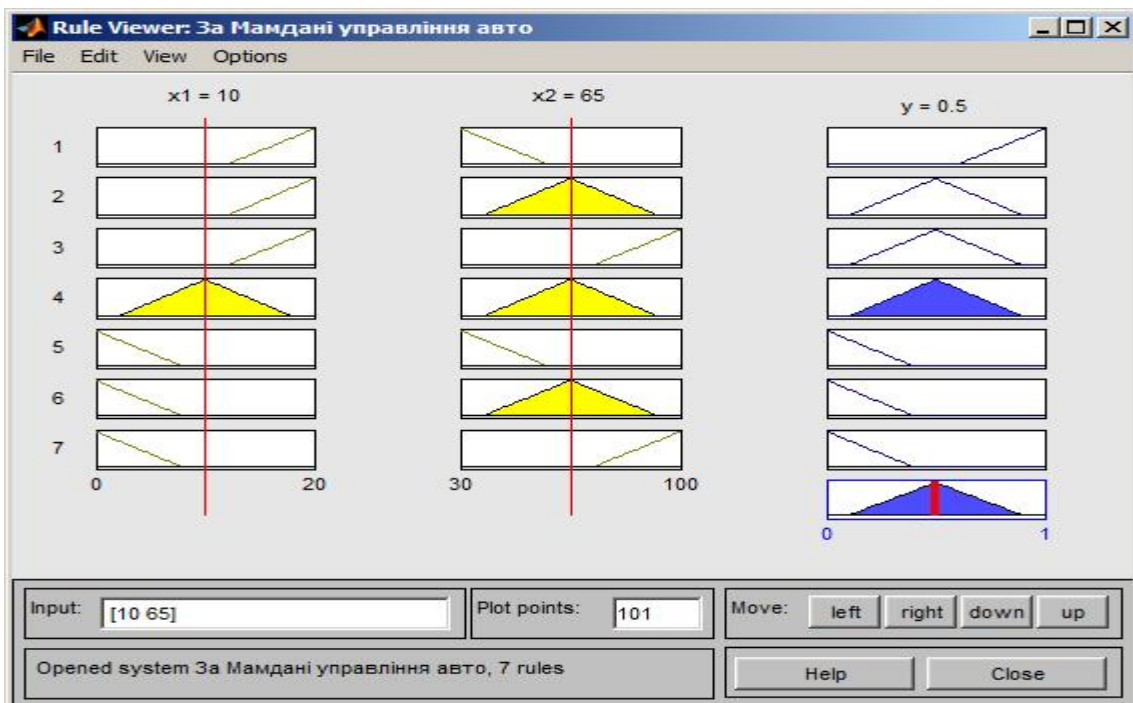 Rule Viewer: За Мамдані управління авто
File Edit View Options
x1 = 10 x2 = 65 y = 0.5
1
2
3
4
5
6
7
0 20 30 100
0 1
Input: [10 65] Plot points: 101 Move: left right down up
Opened system За Мамдані управління авто, 7 rules Help Close